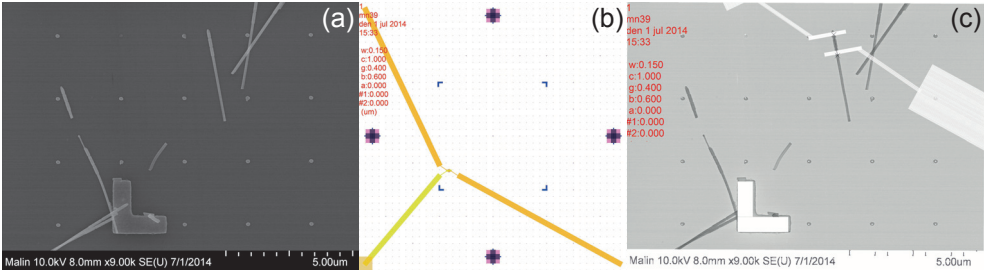 (a)
Malin 10.0kV 8.0mm x9.00k SE(U) 7/1/2014
5.00um
1
mn39
den 1 jul 2014
15:33
w:0.150
c:1.000
g:0.400
b:0.600
a:0.000
#1:0.000
#2:0.000
(um)
(b)
1
mn39
den 1 jul 2014
15:33
w:0.150
c:1.000
g:0.400
b:0.600
a:0.000
#1:0.000
#2:0.000
(c)
Malin 10.0kV 8.0mm x9.00k SE(U) 7/1/2014
5.00um